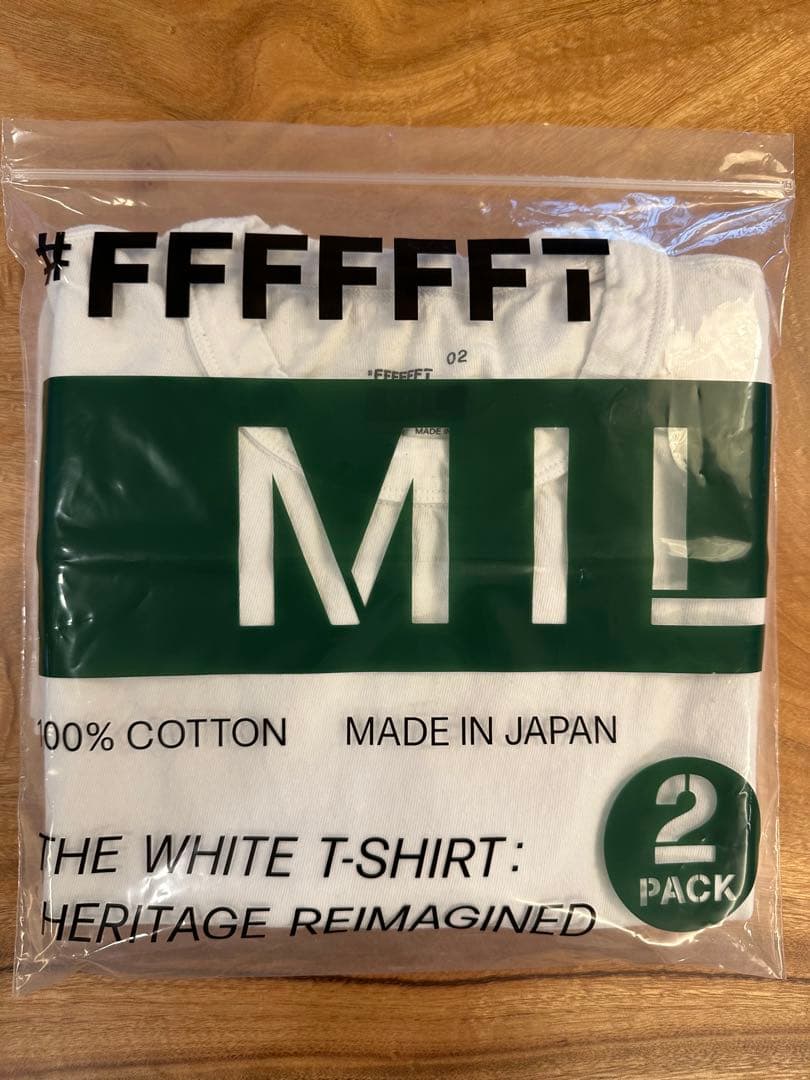 #FFFFFFT
02
#FFFFFFT
MADE
MIL
100% COTTON MADE IN JAPAN
2
PACK
THE WHITE T-SHIRT:
HERITAGE REIMAGINED